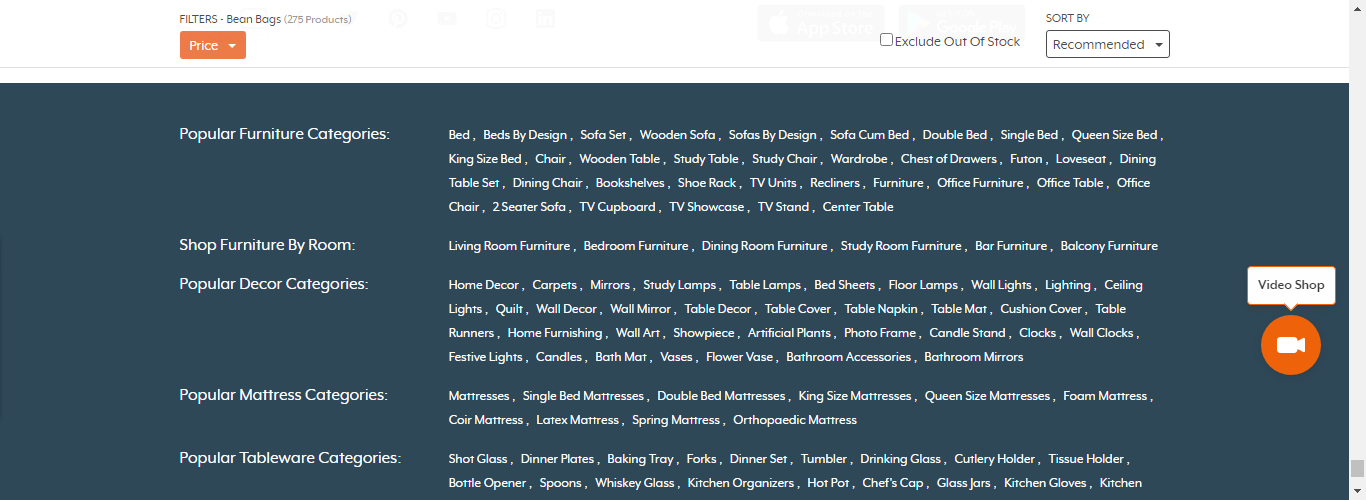 FILTERS - Bean Bags (275 Products)
App Store
Google Play
SORT BY
Price
Exclude Out Of Stock
Recommended
Popular Furniture Categories:
Bed , Beds By Design , Sofa Set , Wooden Sofa , Sofas By Design , Sofa Cum Bed , Double Bed , Single Bed , Queen Size Bed ,
King Size Bed , Chair , Wooden Table , Study Table , Study Chair , Wardrobe , Chest of Drawers , Futon , Loveseat , Dining
Table Set , Dining Chair , Bookshelves , Shoe Rack , TV Units , Recliners , Furniture , Office Furniture , Office Table , Office
Chair , 2 Seater Sofa , TV Cupboard , TV Showcase , TV Stand , Center Table
Shop Furniture By Room:
Living Room Furniture , Bedroom Furniture , Dining Room Furniture , Study Room Furniture , Bar Furniture , Balcony Furniture
Popular Decor Categories:
Home Decor , Carpets , Mirrors , Study Lamps , Table Lamps , Bed Sheets , Floor Lamps , Wall Lights , Lighting , Ceiling
Lights , Quilt , Wall Decor , Wall Mirror , Table Decor , Table Cover , Table Napkin , Table Mat , Cushion Cover , Table
Runners , Home Furnishing , Wall Art , Showpiece , Artificial Plants , Photo Frame , Candle Stand , Clocks , Wall Clocks ,
Festive Lights , Candles , Bath Mat , Vases , Flower Vase , Bathroom Accessories , Bathroom Mirrors
Video Shop
Popular Mattress Categories:
Mattresses , Single Bed Mattresses , Double Bed Mattresses , King Size Mattresses , Queen Size Mattresses , Foam Mattress ,
Coir Mattress , Latex Mattress , Spring Mattress , Orthopaedic Mattress
Popular Tableware Categories:
Shot Glass , Dinner Plates , Baking Tray , Forks , Dinner Set , Tumbler , Drinking Glass , Cutlery Holder , Tissue Holder ,
Bottle Opener , Spoons , Whiskey Glass , Kitchen Organizers , Hot Pot , Chef's Cap , Glass Jars , Kitchen Gloves , Kitchen